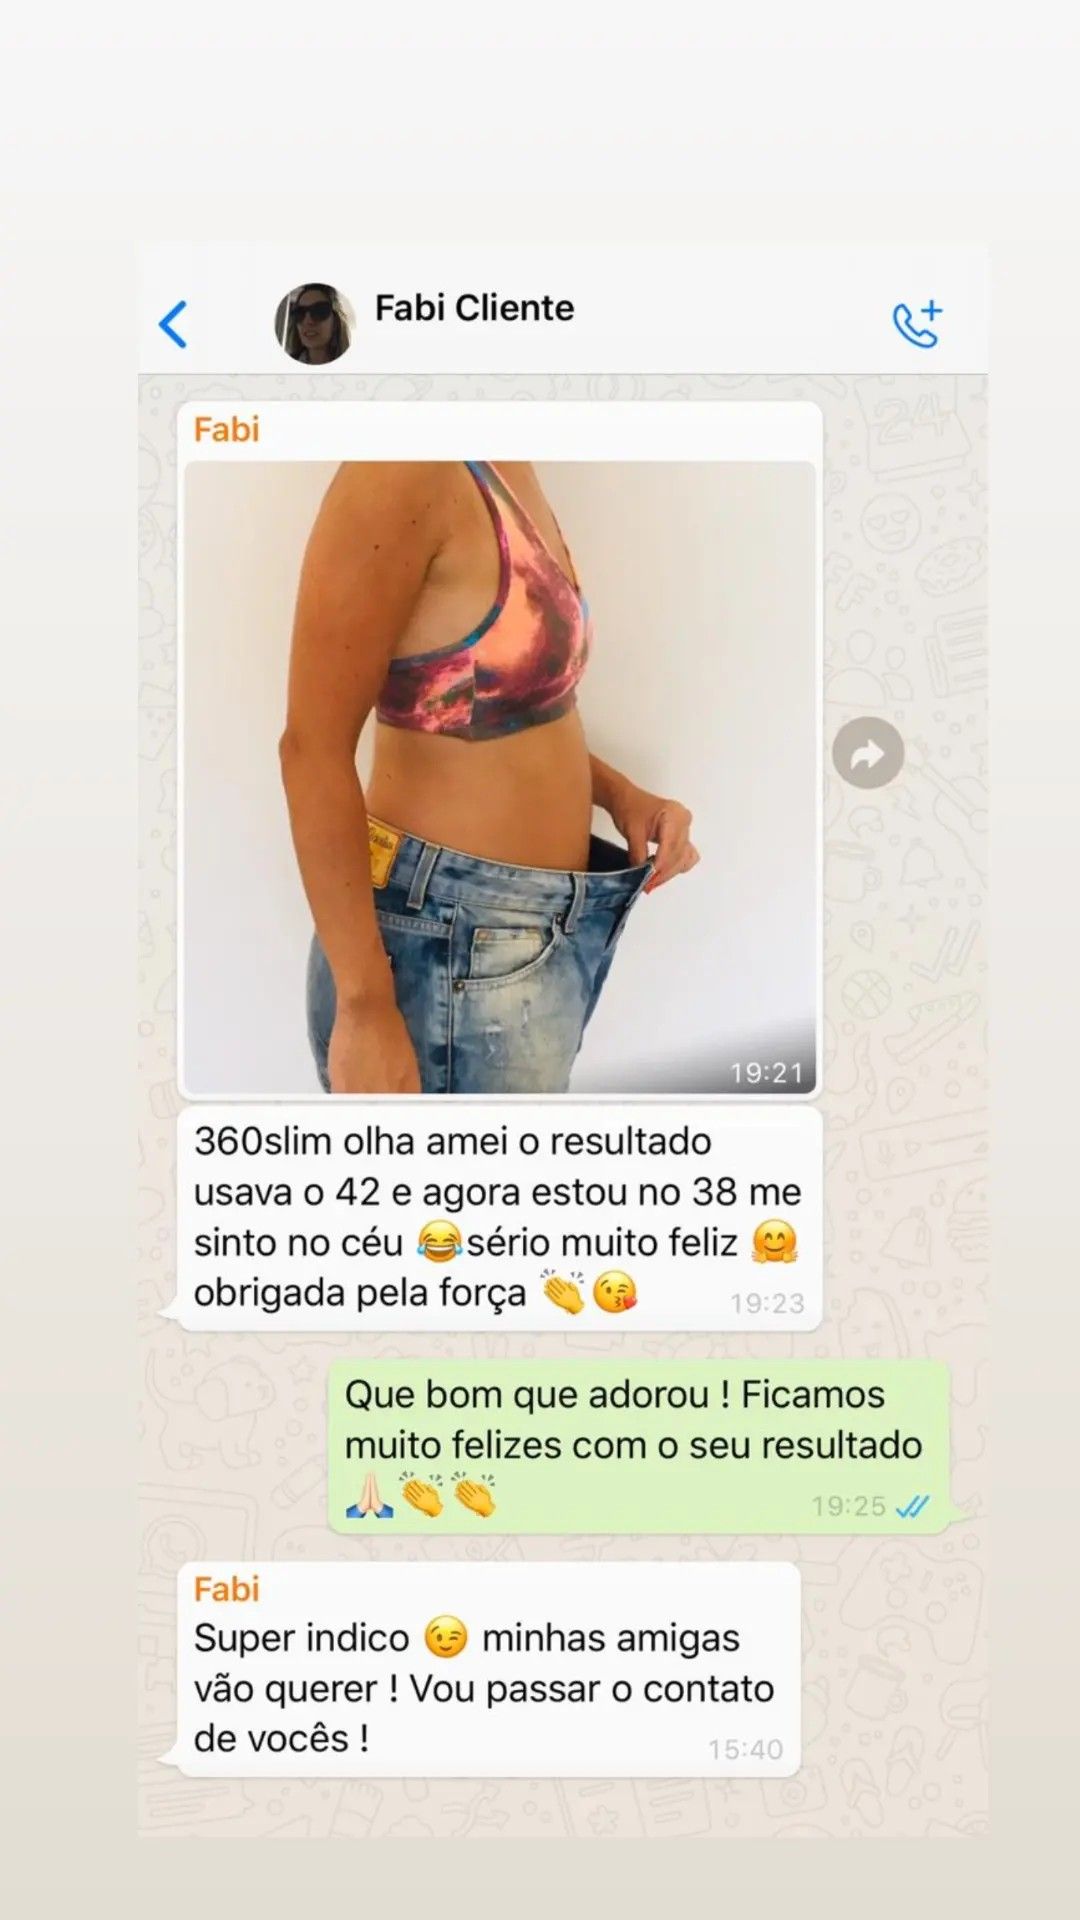 Fabi Cliente
Fabi
19:21
360slim olha amei o resultado
usava o 42 e agora estou no 38 me
sinto no céu 😂sério muito feliz 🤗
obrigada pela força 👏😘
19:23
Que bom que adorou ! Ficamos
muito felizes com o seu resultado
🙏🏻👏👏
19:25
Fabi
Super indico 😉 minhas amigas
vão querer ! Vou passar o contato
de vocês !
15:40